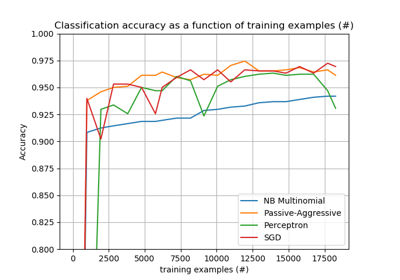 Classification accuracy as a function of training examples (#)
1.000
0.975
0.950
0.925
0.900
0.875
0.850
0.825
0.800
Accuracy
NB Multinomial
Passive-Aggressive
Perceptron
SGD
0 2500 5000 7500 10000 12500 15000 17500
training examples (#)